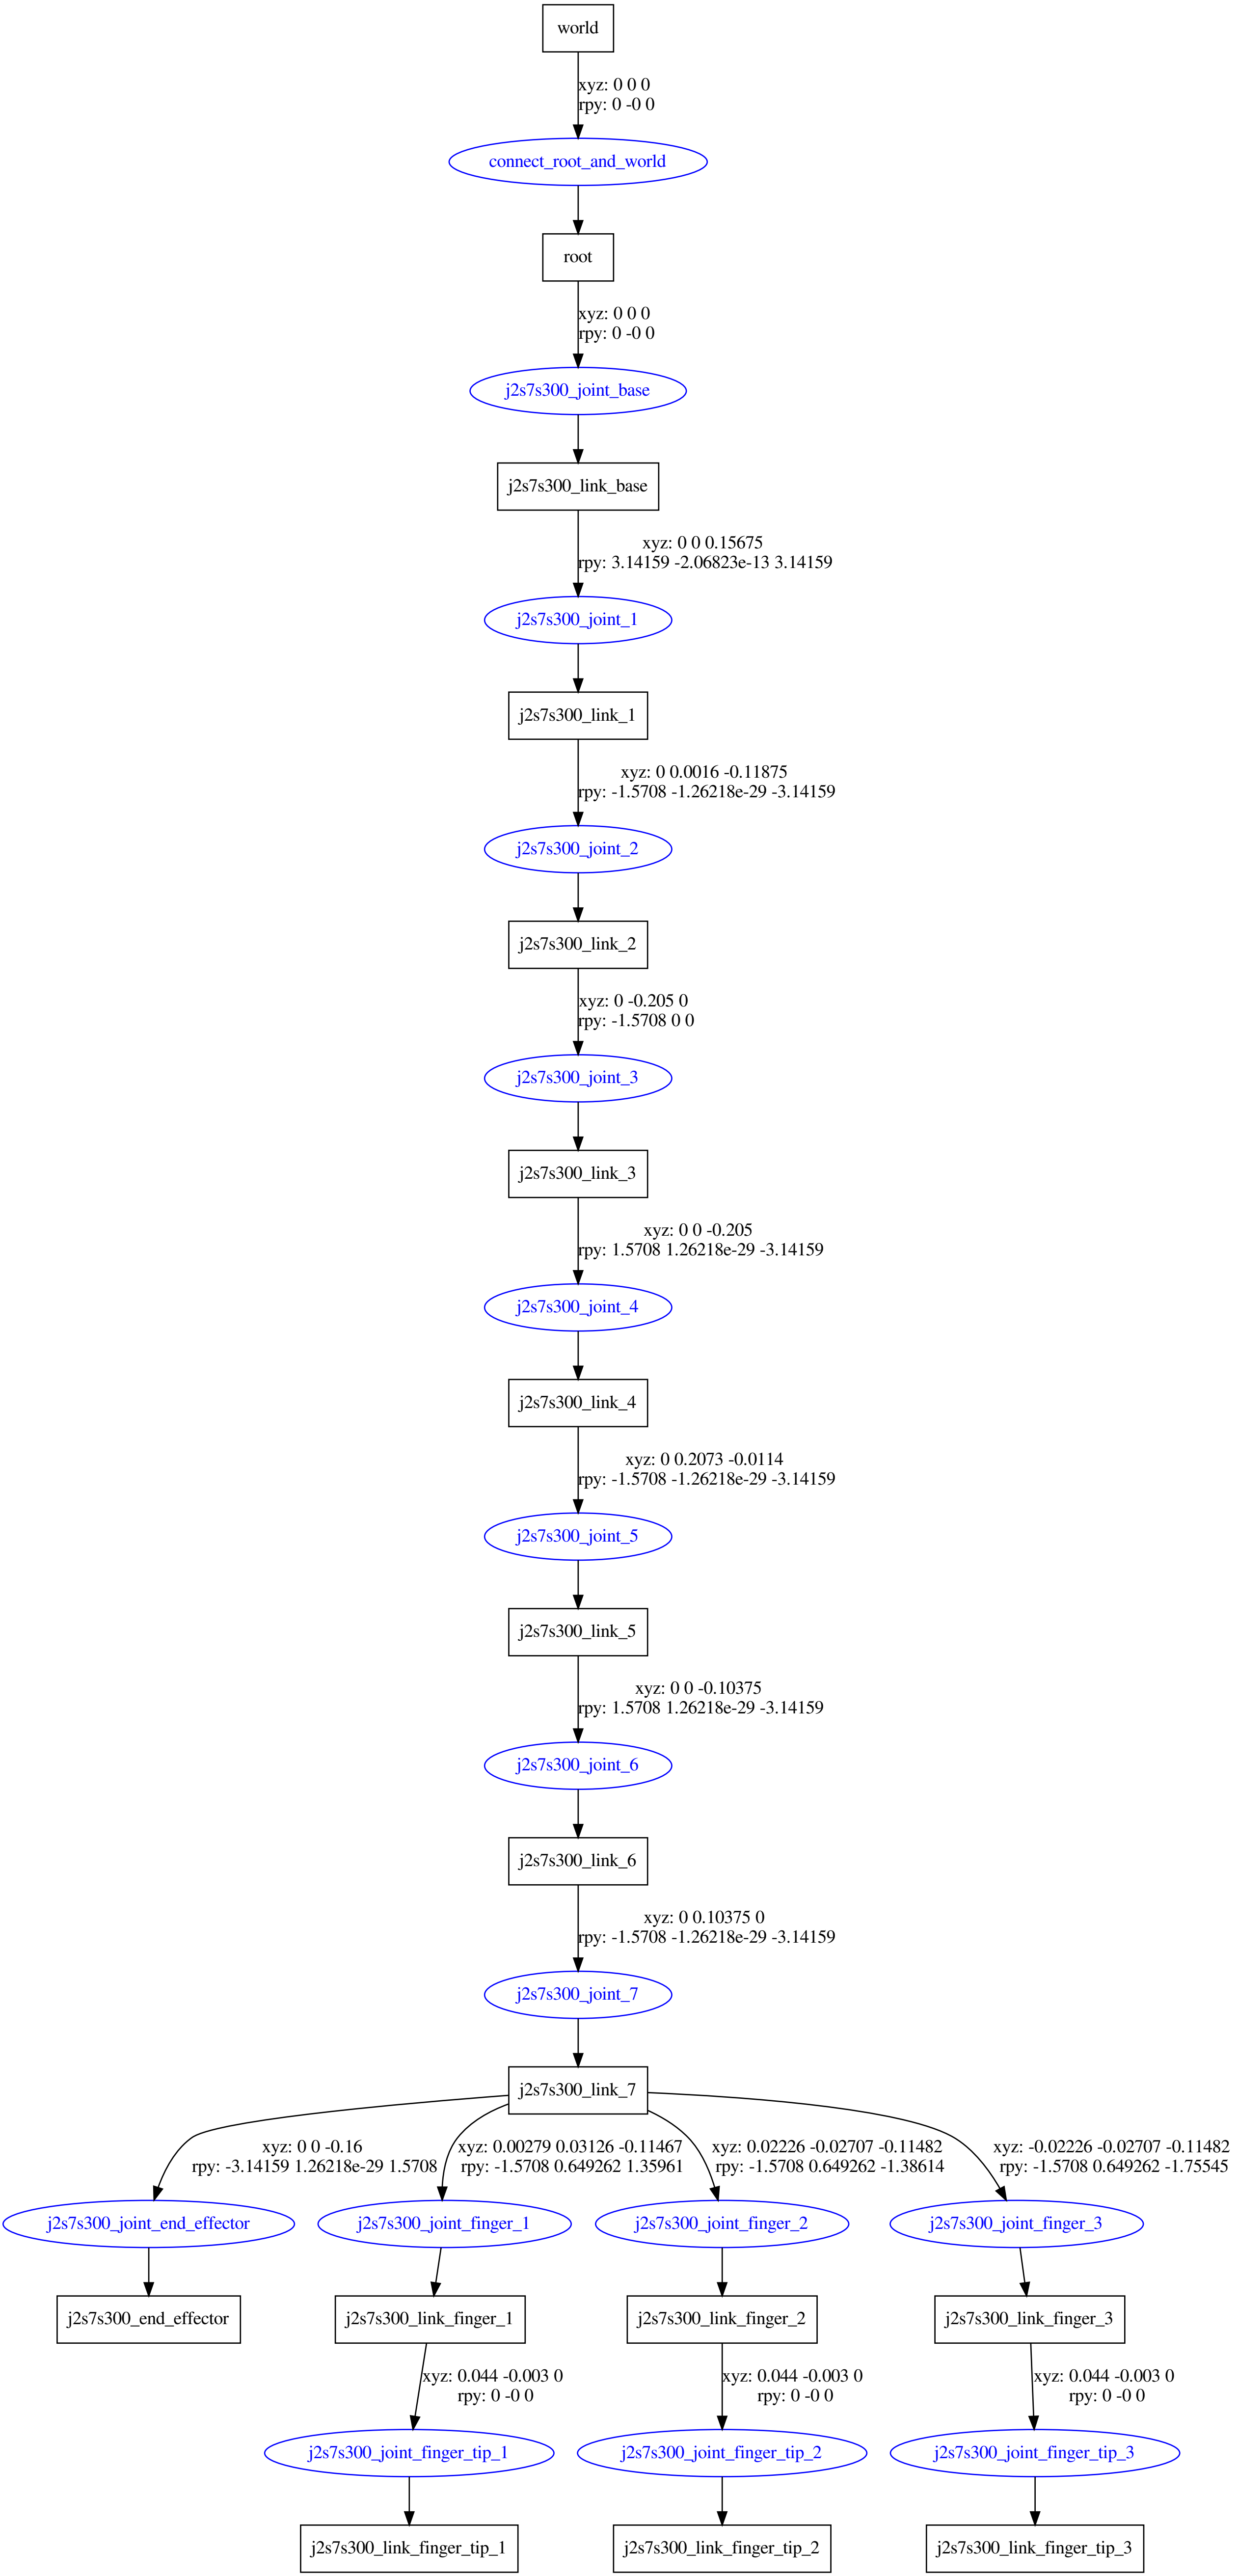 world
xyz: 0 0 0
rpy: 0 -0 0
connect_root_and_world
root
xyz: 0 0 0
rpy: 0 -0 0
j2s7s300_joint_base
j2s7s300_link_base
xyz: 0 0 0.15675
rpy: 3.14159 -2.06823e-13 3.14159
j2s7s300_joint_1
j2s7s300_link_1
xyz: 0 0.0016 -0.11875
rpy: -1.5708 -1.26218e-29 -3.14159
j2s7s300_joint_2
j2s7s300_link_2
xyz: 0 -0.205 0
rpy: -1.5708 0 0
j2s7s300_joint_3
j2s7s300_link_3
xyz: 0 0 -0.205
rpy: 1.5708 1.26218e-29 -3.14159
j2s7s300_joint_4
j2s7s300_link_4
xyz: 0 0.2073 -0.0114
rpy: -1.5708 -1.26218e-29 -3.14159
j2s7s300_joint_5
j2s7s300_link_5
xyz: 0 0 -0.10375
rpy: 1.5708 1.26218e-29 -3.14159
j2s7s300_joint_6
j2s7s300_link_6
xyz: 0 0.10375 0
rpy: -1.5708 -1.26218e-29 -3.14159
j2s7s300_joint_7
j2s7s300_link_7
xyz: 0 0 -0.16
rpy: -3.14159 1.26218e-29 1.5708
xyz: 0.00279 0.03126 -0.11467
rpy: -1.5708 0.649262 1.35961
xyz: 0.02226 -0.02707 -0.11482
rpy: -1.5708 0.649262 -1.38614
xyz: -0.02226 -0.02707 -0.11482
rpy: -1.5708 0.649262 -1.75545
j2s7s300_joint_end_effector
j2s7s300_joint_finger_1
j2s7s300_joint_finger_2
j2s7s300_joint_finger_3
j2s7s300_end_effector
j2s7s300_link_finger_1
j2s7s300_link_finger_2
j2s7s300_link_finger_3
xyz: 0.044 -0.003 0
rpy: 0 -0 0
xyz: 0.044 -0.003 0
rpy: 0 -0 0
xyz: 0.044 -0.003 0
rpy: 0 -0 0
j2s7s300_joint_finger_tip_1
j2s7s300_joint_finger_tip_2
j2s7s300_joint_finger_tip_3
j2s7s300_link_finger_tip_1
j2s7s300_link_finger_tip_2
j2s7s300_link_finger_tip_3